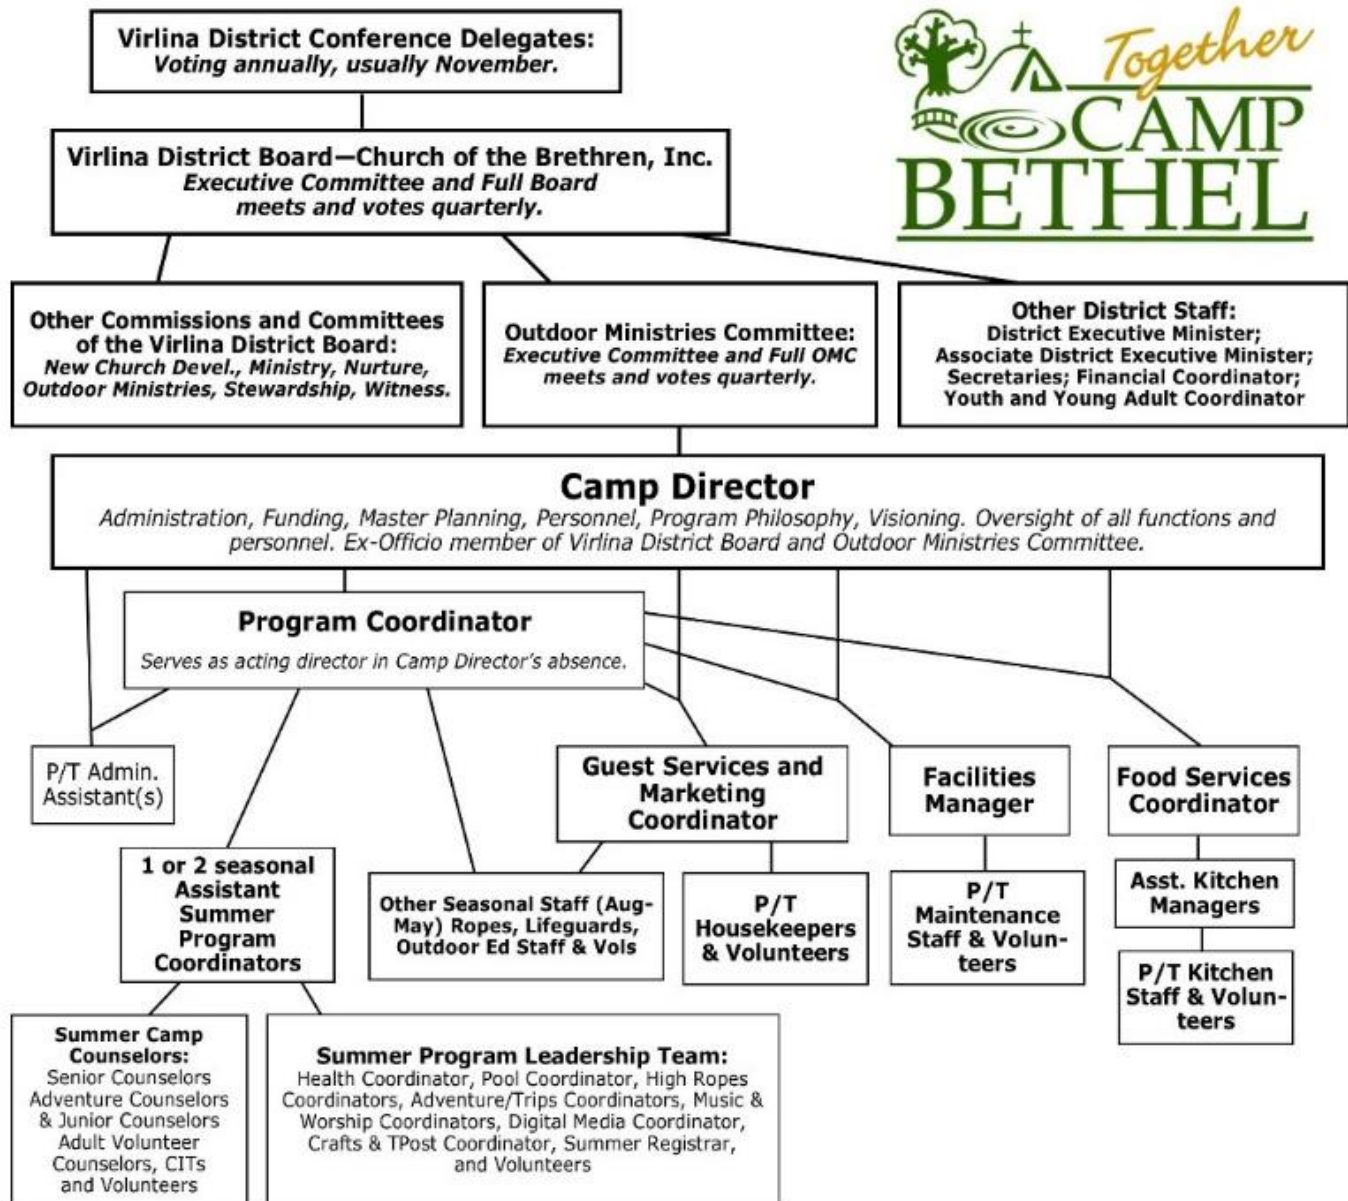 Virlina District Conference Delegates:
Voting annually, usually November.
Together
CAMP
BETHEL
Virlina District Board—Church of the Brethren, Inc.
Executive Committee and Full Board
meets and votes quarterly.
Other Commissions and Committees
of the Virlina District Board:
New Church Devel., Ministry, Nurture,
Outdoor Ministries, Stewardship, Witness.
Outdoor Ministries Committee:
Executive Committee and Full OMC
meets and votes quarterly.
Other District Staff:
District Executive Minister;
Associate District Executive Minister;
Secretaries; Financial Coordinator;
Youth and Young Adult Coordinator
Camp Director
Administration, Funding, Master Planning, Personnel, Program Philosophy, Visioning. Oversight of all functions and
personnel. Ex-Officio member of Virlina District Board and Outdoor Ministries Committee.
Program Coordinator
Serves as acting director in Camp Director's absence.
P/T Admin.
Assistant(s)
Guest Services and
Marketing
Coordinator
Facilities
Manager
Food Services
Coordinator
1 or 2 seasonal
Assistant
Summer
Program
Coordinators
Other Seasonal Staff (Aug-
May) Ropes, Lifeguards,
Outdoor Ed Staff & Vols
P/T
Housekeepers
& Volunteers
P/T
Maintenance
Staff & Volun-
teers
Asst. Kitchen
Managers
P/T Kitchen
Staff & Volun-
teers
Summer Camp
Counselors:
Senior Counselors
Adventure Counselors
& Junior Counselors
Adult Volunteer
Counselors, CITs
and Volunteers
Summer Program Leadership Team:
Health Coordinator, Pool Coordinator, High Ropes
Coordinators, Adventure/Trips Coordinators, Music &
Worship Coordinators, Digital Media Coordinator,
Crafts & TPost Coordinator, Summer Registrar,
and Volunteers